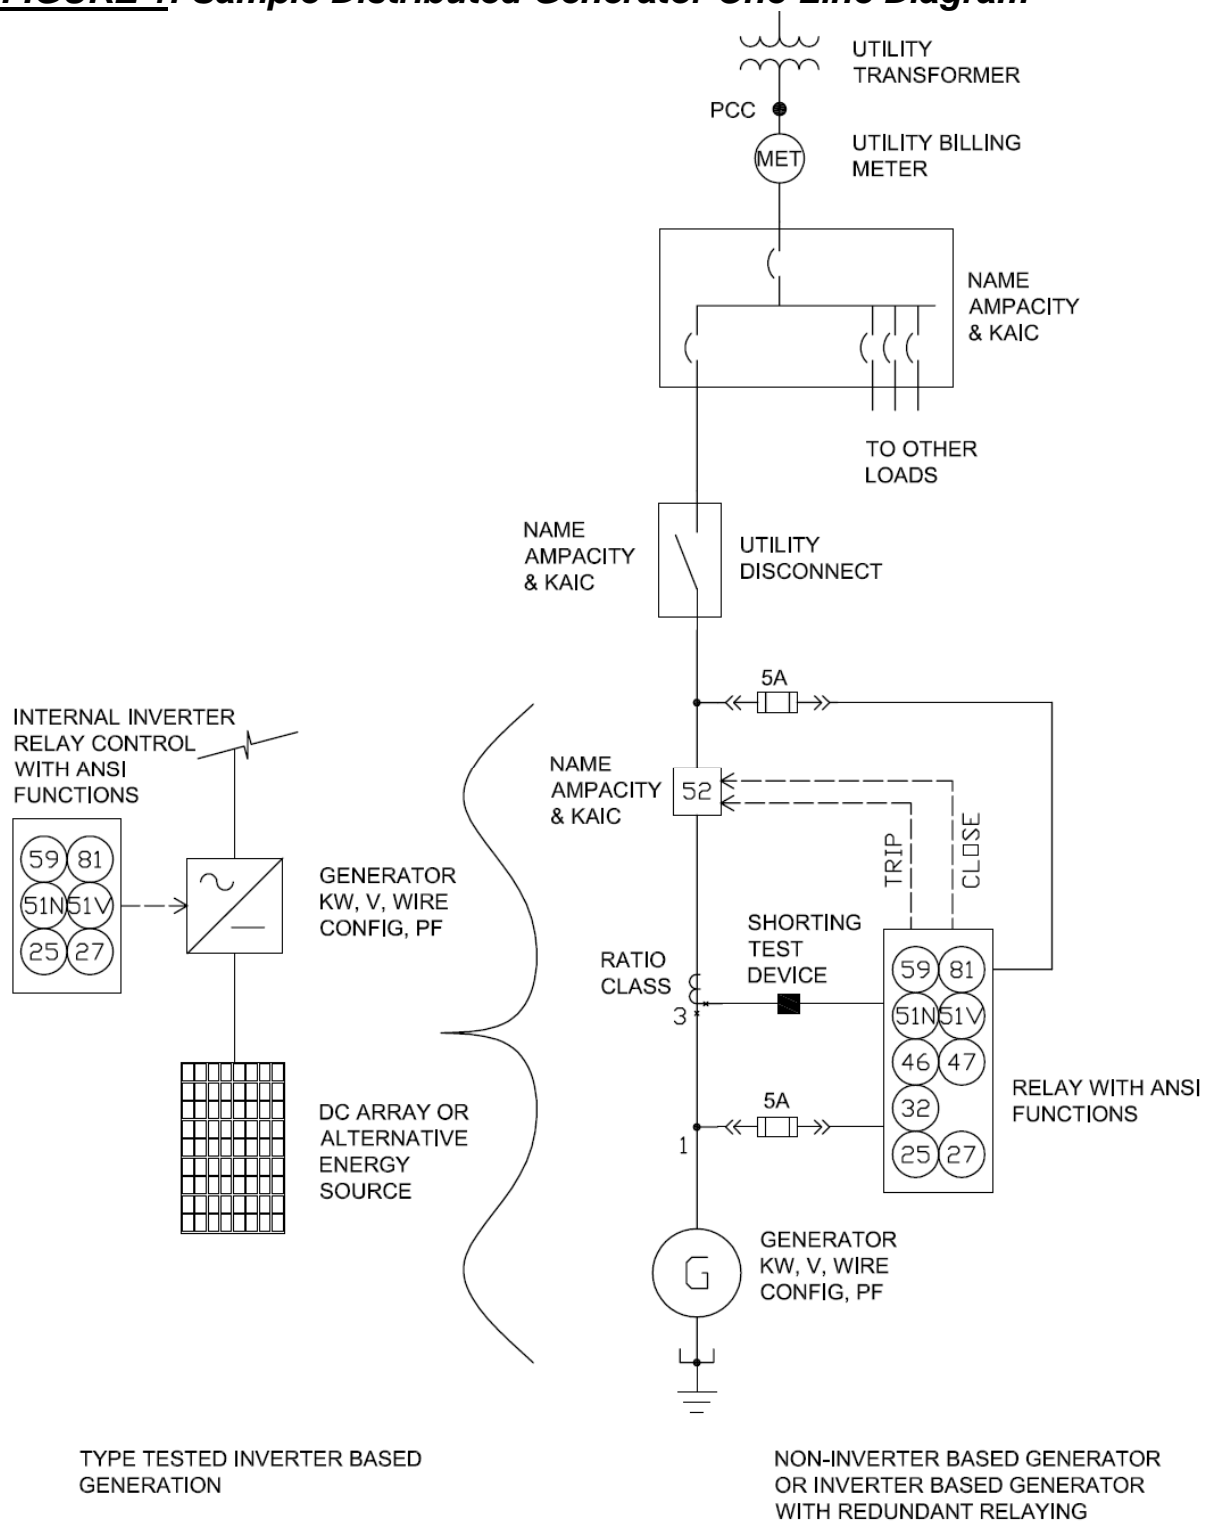 FIGURE 1: Sample Distributed Generator One-Line Diagram
UTILITY
TRANSFORMER
PCC
MET
UTILITY BILLING
METER
NAME
AMPACITY
& KAIC
TO OTHER
LOADS
NAME
AMPACITY
& KAIC
UTILITY
DISCONNECT
5A
INTERNAL INVERTER
RELAY CONTROL
WITH ANSI
FUNCTIONS
59 81
51N 51V
25 27
GENERATOR
KW, V, WIRE
CONFIG, PF
DC ARRAY OR
ALTERNATIVE
ENERGY
SOURCE
NAME
AMPACITY
& KAIC
52
TRIP
CLOSE
SHORTING
TEST
DEVICE
RATIO
CLASS
3
59 81
51N 51V
46 47
32
25 27
RELAY WITH ANSI
FUNCTIONS
5A
1
G
GENERATOR
KW, V, WIRE
CONFIG, PF
TYPE TESTED INVERTER BASED
GENERATION
NON-INVERTER BASED GENERATOR
OR INVERTER BASED GENERATOR
WITH REDUNDANT RELAYING